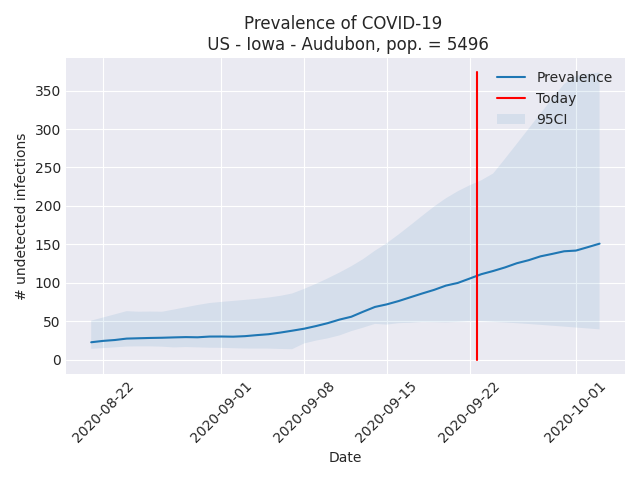 Prevalence of COVID-19
US - Iowa - Audubon, pop. = 5496
Prevalence
Today
95CI
# undetected infections
350
300
250
200
150
100
50
0
2020-08-22
2020-09-01
2020-09-08
2020-09-15
2020-09-22
2020-10-01
Date